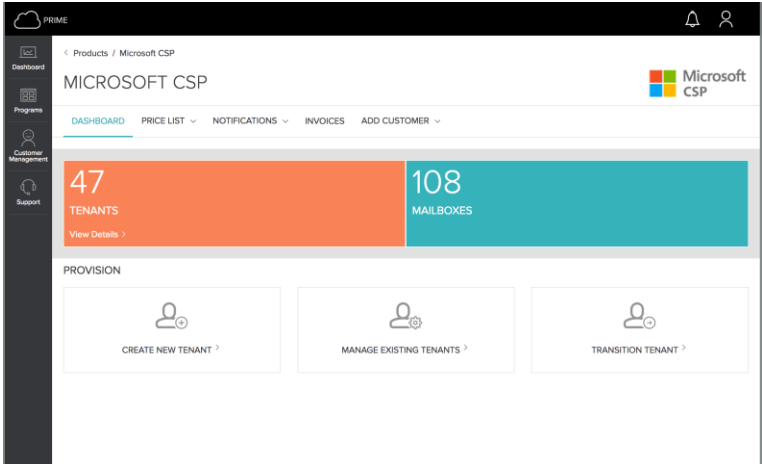 PRIME
Dashboard
Programs
Customer
Management
Support
< Products / Microsoft CSP
MICROSOFT CSP
Microsoft
CSP
DASHBOARD PRICE LIST NOTIFICATIONS INVOICES ADD CUSTOMER
47
TENANTS
View Details >
108
MAILBOXES
PROVISION
CREATE NEW TENANT >
MANAGE EXISTING TENANTS >
TRANSITION TENANT >